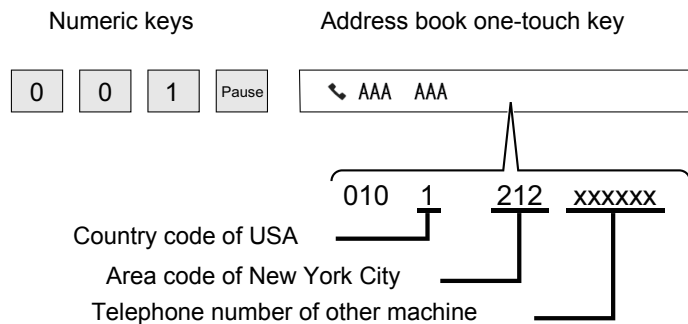 Numeric keys Address book one-touch key
0 0 1 Pause AAA AAA
010 1 212 xxxxxx
Country code of USA
Area code of New York City
Telephone number of other machine